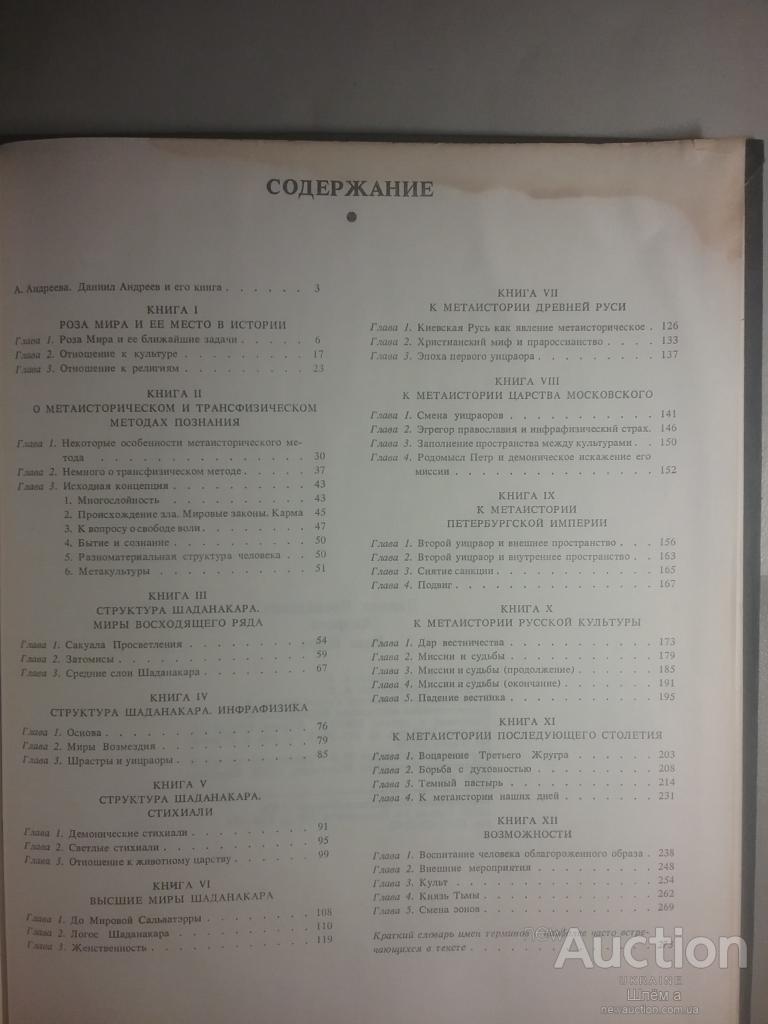 СОДЕРЖАНИЕ
А. Андреева. Даниил Андреев и его книга . . . . . . 3
КНИГА I
РОЗА МИРА И ЕЕ МЕСТО В ИСТОРИИ
Глава 1. Роза Мира и ее ближайшие задачи . . . . . 6
Глава 2. Отношение к культуре . . . . . . . . 17
Глава 3. Отношение к религиям . . . . . . . . 23
КНИГА II
О МЕТАИСТОРИЧЕСКОМ И ТРАНСФИЗИЧЕСКОМ
МЕТОДАХ ПОЗНАНИЯ
Глава 1. Некоторые особенности метаисторического ме-
тода . . . . . . . . . . . . . . 30
Глава 2. Немного о трансфизическом методе . . . . . 37
Глава 3. Исходная концепция . . . . . . . . . 43
1. Многослойность . . . . . . . . . . 43
2. Происхождение зла. Мировые законы. Карма 45
3. К вопросу о свободе воли . . . . . . . 47
4. Бытие и сознание . . . . . . . . . 50
5. Разноматериальная структура человека . . 50
6. Метакультуры . . . . . . . . . . 51
КНИГА III
СТРУКТУРА ШАДАНАКАРА.
МИРЫ ВОСХОДЯЩЕГО РЯДА
Глава 1. Сакуала Просветления . . . . . . . . 54
Глава 2. Затомисы . . . . . . . . . . . . 59
Глава 3. Средние слои Шаданакара . . . . . . . 67
КНИГА IV
СТРУКТУРА ШАДАНАКАРА. ИНФРАФИЗИКА
Глава 1. Основа . . . . . . . . . . . . . 76
Глава 2. Миры Возмездия . . . . . . . . . . 79
Глава 3. Шрастры и уицраоры . . . . . . . . 85
КНИГА V
СТРУКТУРА ШАДАНАКАРА.
СТИХИАЛИ
Глава 1. Демонические стихиали . . . . . . . . 91
Глава 2. Светлые стихиали . . . . . . . . . . 95
Глава 3. Отношение к животному царству . . . . . 99
КНИГА VI
ВЫСШИЕ МИРЫ ШАДАНАКАРА
Глава 1. До Мировой Сальватэрры . . . . . . . 108
Глава 2. Логос Шаданакара . . . . . . . . . 110
Глава 3. Женственность . . . . . . . . . . 119
КНИГА VII
К МЕТАИСТОРИИ ДРЕВНЕЙ РУСИ
Глава 1. Киевская Русь как явление метаисторическое . 126
Глава 2. Христианский миф и прароссианство . . . . 133
Глава 3. Эпоха первого уицраора . . . . . . . . 137
КНИГА VIII
К МЕТАИСТОРИИ ЦАРСТВА МОСКОВСКОГО
Глава 1. Смена уицраоров . . . . . . . . . . 141
Глава 2. Эгрегор православия и инфрафизический страх. 146
Глава 3. Заполнение пространства между культурами . 150
Глава 4. Родомысл Петр и демоническое искажение его
миссии . . . . . . . . . . . . . . 152
КНИГА IX
К МЕТАИСТОРИИ
ПЕТЕРБУРГСКОЙ ИМПЕРИИ
Глава 1. Второй уицраор и внешнее пространство . . . 156
Глава 2. Второй уицраор и внутреннее пространство . . 163
Глава 3. Снятие санкции . . . . . . . . . . . 165
Глава 4. Подвиг . . . . . . . . . . . . . 167
КНИГА X
К МЕТАИСТОРИИ РУССКОЙ КУЛЬТУРЫ
Глава 1. Дар вестничества . . . . . . . . . . 173
Глава 2. Миссии и судьбы . . . . . . . . . . 179
Глава 3. Миссии и судьбы (продолжение) . . . . . . 185
Глава 4. Миссии и судьбы (окончание) . . . . . . . 191
Глава 5. Падение вестника . . . . . . . . . . 195
КНИГА XI
К МЕТАИСТОРИИ ПОСЛЕДУЮЩЕГО СТОЛЕТИЯ
Глава 1. Воцарение Третьего Жругра . . . . . . . 203
Глава 2. Борьба с духовностью . . . . . . . . . 208
Глава 3. Темный пастырь . . . . . . . . . . . 214
Глава 4. К метаистории наших дней . . . . . . . 231
КНИГА XII
ВОЗМОЖНОСТИ
Глава 1. Воспитание человека облагороженного образа . 238
Глава 2. Внешние мероприятия . . . . . . . . . 248
Глава 3. Культ . . . . . . . . . . . . . . 254
Глава 4. Князь Тьмы . . . . . . . . . . . . 262
Глава 5. Смена эонов . . . . . . . . . . . . 269
Краткий словарь имен терминов наиболее часто встре-
чающихся в тексте . . . . . . . . . . . .
new
Auction
UKRAINE
Шлём а
newauction.com.ua